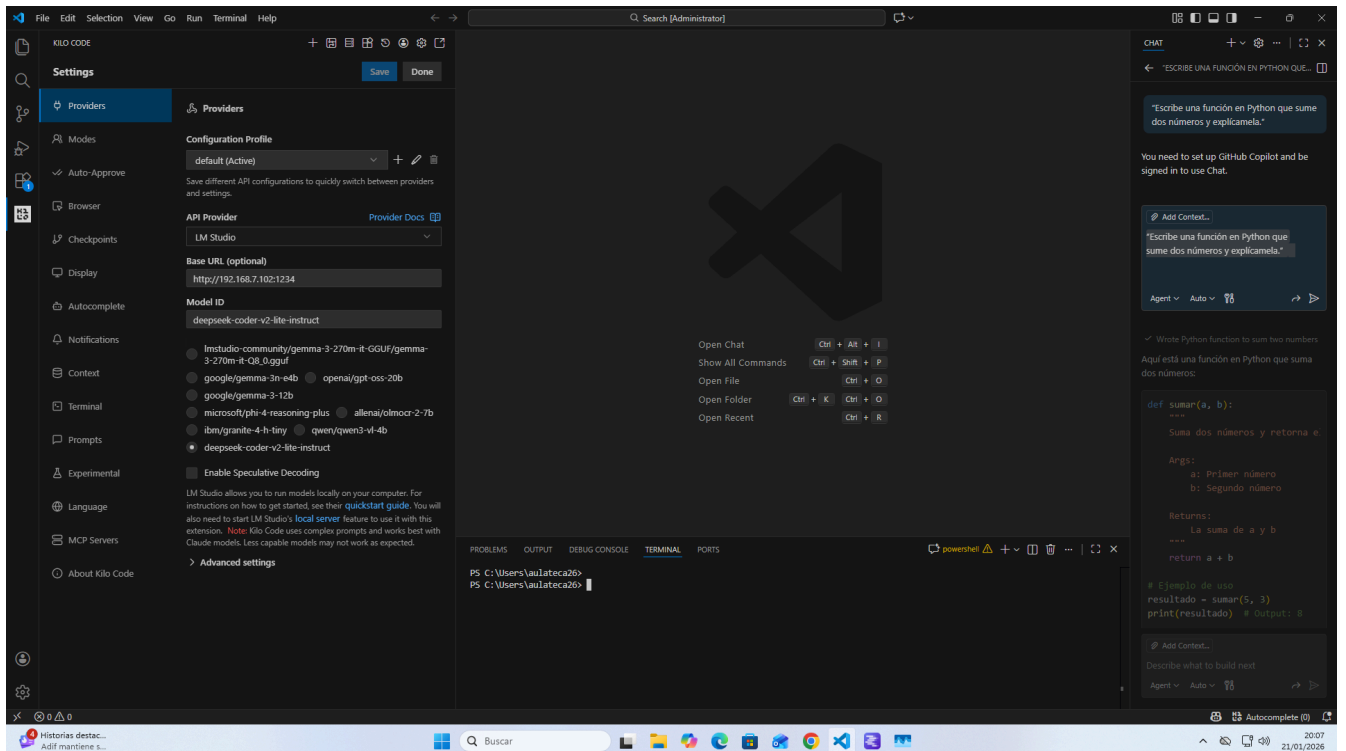 File Edit Selection View Go Run Terminal Help
Search [Administrator]
KILO CODE
Settings
Save
Done
Providers
Modes
Auto-Approve
Browser
Checkpoints
Display
Autocomplete
Notifications
Context
Terminal
Prompts
Experimental
Language
MCP Servers
About Kilo Code
Providers
Configuration Profile
default (Active)
Save different API configurations to quickly switch between providers
and settings.
API Provider
Provider Docs
LM Studio
Base URL (optional)
http://192.168.7.102:1234
Model ID
deepseek-coder-v2-lite-instruct
lmstudio-community/gemma-3-270m-it-GGUF/gemma-
3-270m-it-Q8_0.gguf
google/gemma-3n-e4b openai/gpt-oss-20b
google/gemma-3-12b
microsoft/phi-4-reasoning-plus allenai/olmocr-2-7b
ibm/granite-4-h-tiny qwen/qwen3-vl-4b
deepseek-coder-v2-lite-instruct
Enable Speculative Decoding
LM Studio allows you to run models locally on your computer. For
instructions on how to get started, see their quickstart guide. You will
also need to start LM Studio's local server feature to use it with this
extension. Note: Kilo Code uses complex prompts and works best with
Claude models. Less capable models may not work as expected.
Advanced settings
Open Chat Ctrl + Alt + I
Show All Commands Ctrl + Shift + P
Open File Ctrl + O
Open Folder Ctrl + K Ctrl + O
Open Recent Ctrl + R
PROBLEMS OUTPUT DEBUG CONSOLE TERMINAL PORTS
powershell
PS C:\Users\aulateca26>
PS C:\Users\aulateca26>
CHAT
"ESCRIBE UNA FUNCIÓN EN PYTHON QUE...
"Escribe una función en Python que sume
dos números y explícamela."
You need to set up GitHub Copilot and be
signed in to use Chat.
Add Context...
"Escribe una función en Python que
sume dos números y explícamela."
Agent Auto
Wrote Python function to sum two numbers
Aquí está una función en Python que suma
dos números:
def sumar(a, b):
"""
Suma dos números y retorna e
Args:
a: Primer número
b: Segundo número
Returns:
La suma de a y b
"""
return a + b
# Ejemplo de uso
resultado = sumar(5, 3)
print(resultado) # Output: 8
Add Context...
Describe what to build next
Agent Auto
0 0
Autocomplete (0)
4
Historias destac...
Adif mantiene s...
Buscar
20:07
21/01/2026